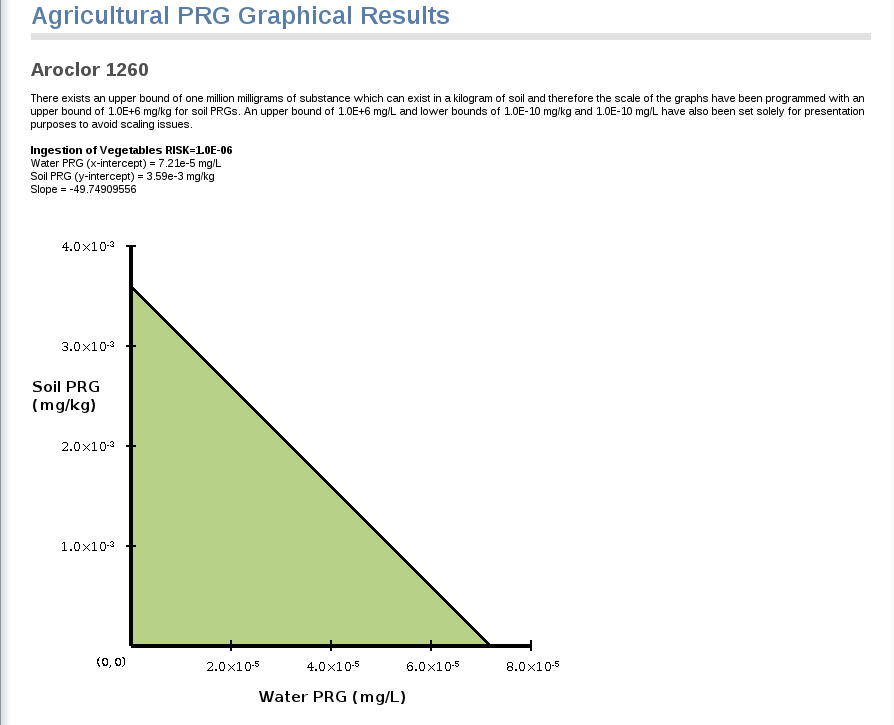 Agricultural PRG Graphical Results
Aroclor 1260
There exists an upper bound of one million milligrams of substance which can exist in a kilogram of soil and therefore the scale of the graphs have been programmed with an
upper bound of 1.0E+6 mg/kg for soil PRGs. An upper bound of 1.0E+6 mg/L and lower bounds of 1.0E-10 mg/kg and 1.0E-10 mg/L have also been set solely for presentation
purposes to avoid scaling issues.
Ingestion of Vegetables RISK=1.0E-06
Water PRG (x-intercept) = 7.21e-5 mg/L
Soil PRG (y-intercept) = 3.59e-3 mg/kg
Slope = -49.74909556
4.0×10⁻³
3.0×10⁻³
Soil PRG
(mg/kg)
2.0×10⁻³
1.0×10⁻³
(0, 0)
2.0×10⁻⁵ 4.0×10⁻⁵ 6.0×10⁻⁵ 8.0×10⁻⁵
Water PRG (mg/L)